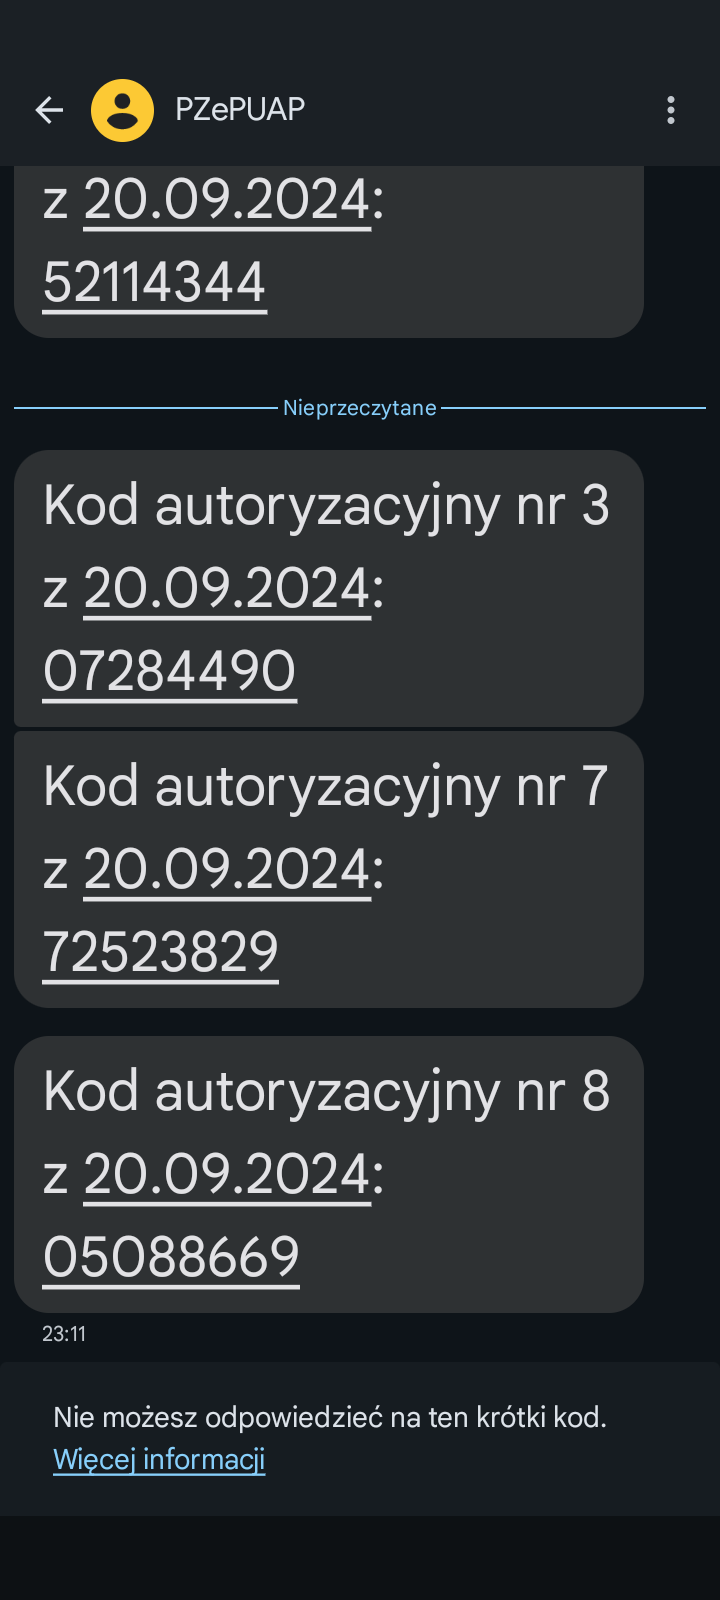 PZePUAP
z 20.09.2024:
52114344
Nieprzeczytane
Kod autoryzacyjny nr 3
z 20.09.2024:
07284490
Kod autoryzacyjny nr 7
z 20.09.2024:
72523829
Kod autoryzacyjny nr 8
z 20.09.2024:
05088669
23:11
Nie możesz odpowiedzieć na ten krótki kod.
Więcej informacji